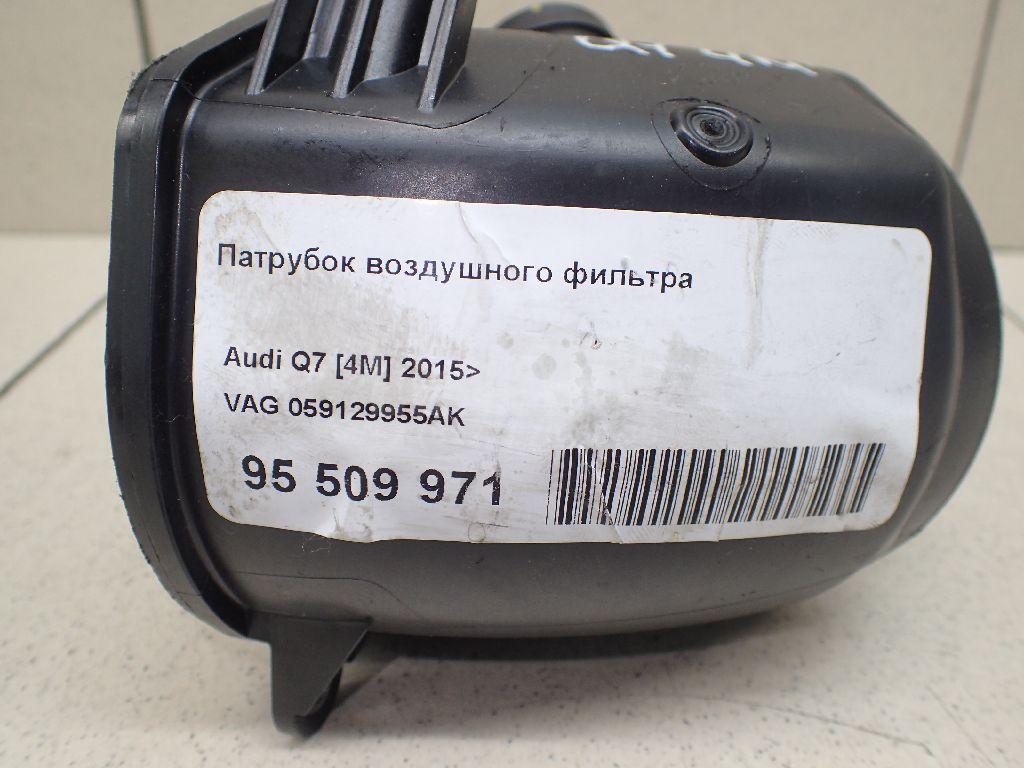 Патрубок воздушного фильтра
Audi Q7 [4M] 2015>
VAG 059129955AK
95 509 971